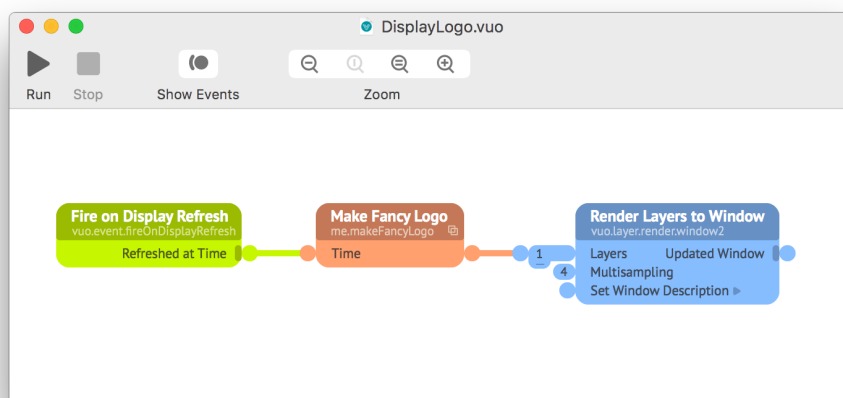 DisplayLogo.vuo
Run
Stop
Show Events
Zoom
Fire on Display Refresh
vuo.event.fireOnDisplayRefresh
Refreshed at Time
Make Fancy Logo
me.makeFancyLogo
Time
Render Layers to Window
vuo.layer.render.window2
1 Layers Updated Window
4 Multisampling
Set Window Description